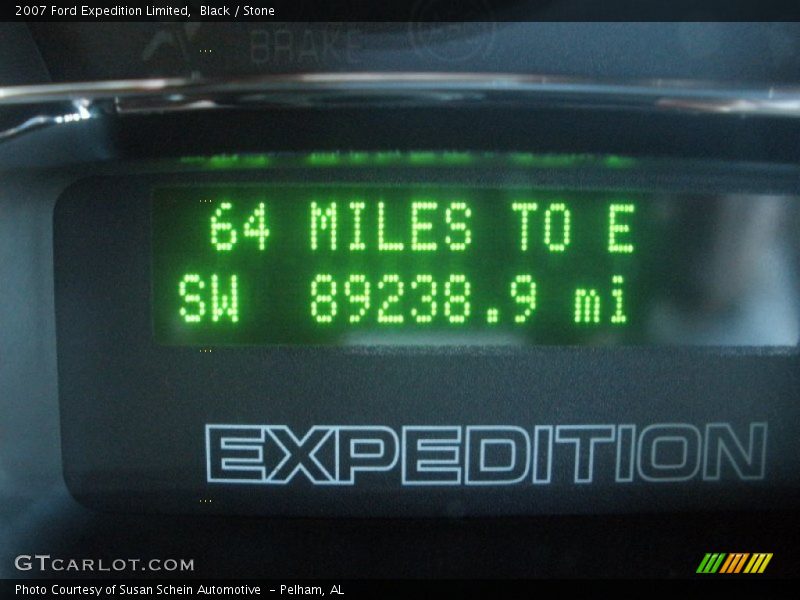 2007 Ford Expedition Limited, Black / Stone
BRAKE
64 MILES TO E
SW 89238.9 mi
EXPEDITION
GTCARLOT.COM
Photo Courtesy of Susan Schein Automotive - Pelham, AL